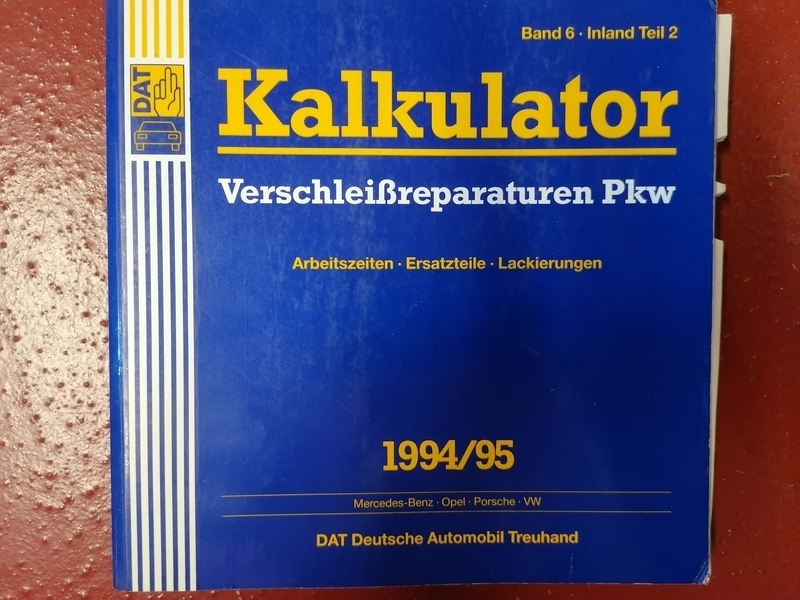 Band 6 · Inland Teil 2
DAT
Kalkulator
Verschleißreparaturen Pkw
Arbeitszeiten · Ersatzteile · Lackierungen
1994/95
Mercedes-Benz · Opel · Porsche · VW
DAT Deutsche Automobil Treuhand